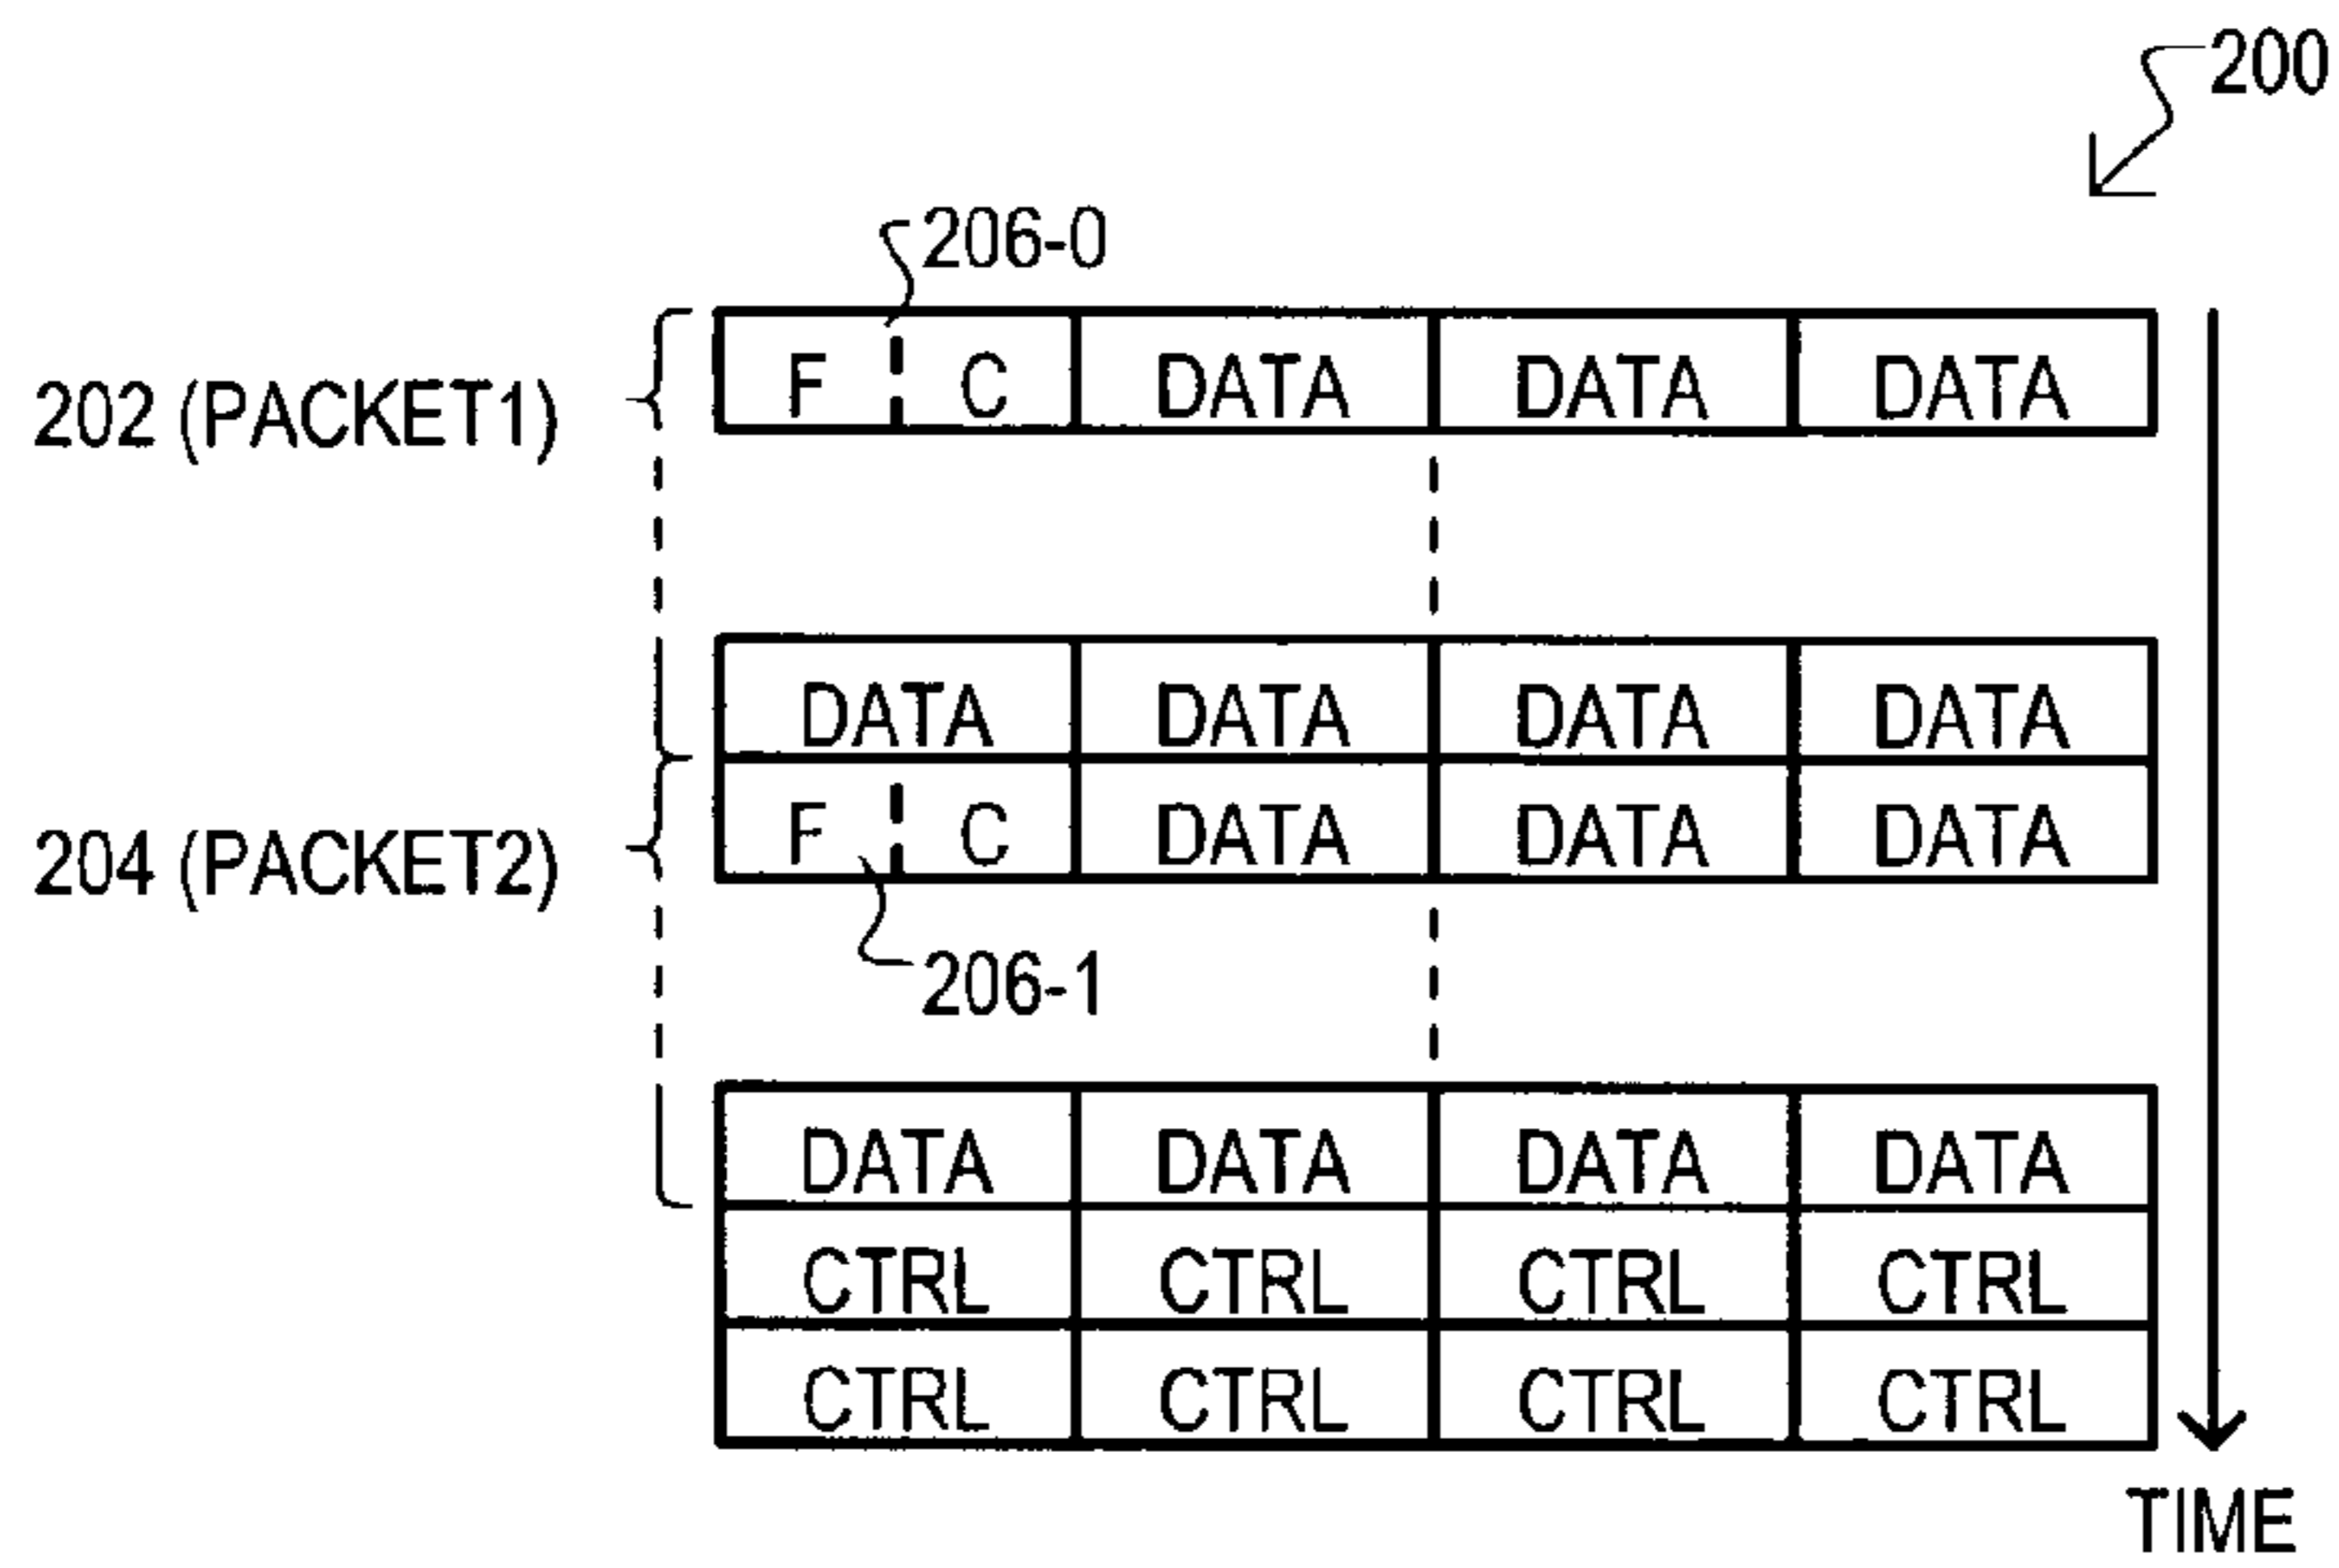 200
206-0
202 (PACKET1) F C DATA DATA DATA
DATA DATA DATA DATA
204 (PACKET2) F C DATA DATA DATA
206-1
DATA DATA DATA DATA
CTRL CTRL CTRL CTRL
CTRL CTRL CTRL CTRL
TIME